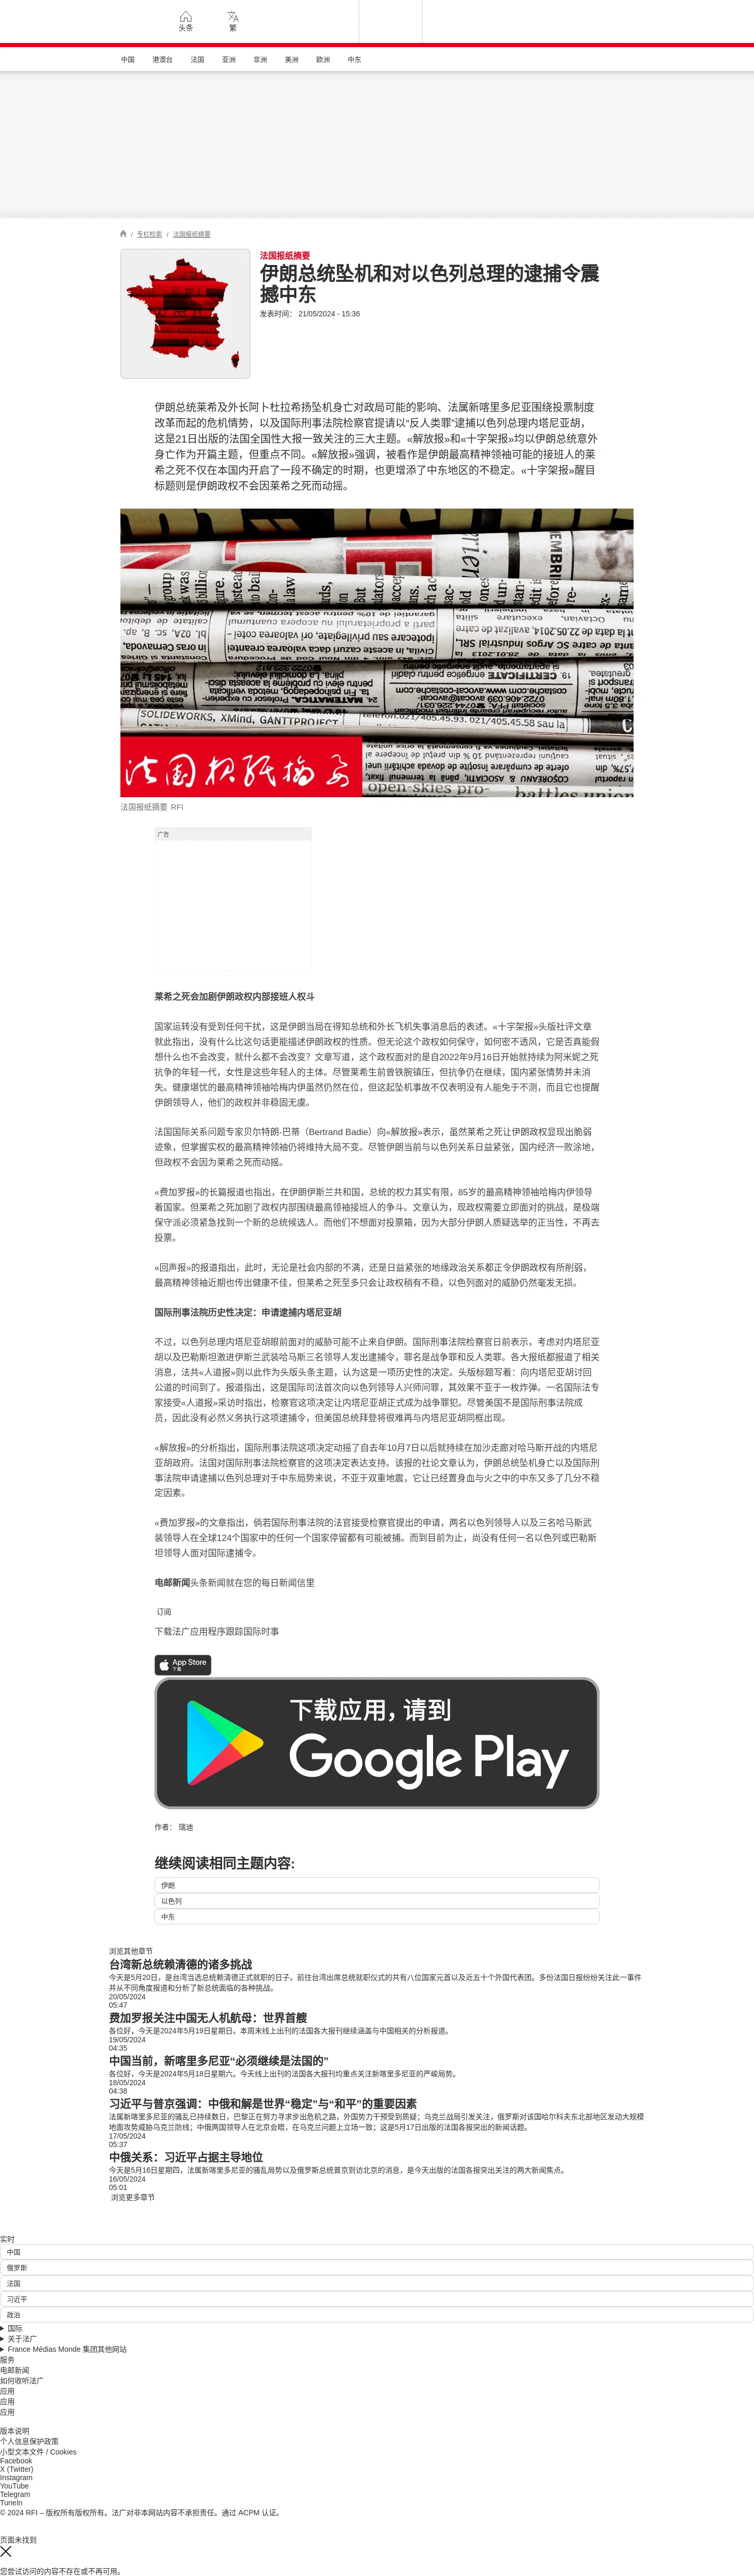 头条
繁
中国 港澳台 法国 亚洲 非洲 美洲 欧洲 中东
/ 专栏检索 / 法国报纸摘要
法国报纸摘要
伊朗总统坠机和对以色列总理的逮捕令震
撼中东
发表时间： 21/05/2024 - 15:36
伊朗总统莱希及外长阿卜杜拉希扬坠机身亡对政局可能的影响、法属新喀里多尼亚围绕投票制度
改革而起的危机情势，以及国际刑事法院检察官提请以“反人类罪”逮捕以色列总理内塔尼亚胡，
这是21日出版的法国全国性大报一致关注的三大主题。«解放报»和«十字架报»均以伊朗总统意外
身亡作为开篇主题，但重点不同。«解放报»强调，被看作是伊朗最高精神领袖可能的接班人的莱
希之死不仅在本国内开启了一段不确定的时期，也更增添了中东地区的不稳定。«十字架报»醒目
标题则是伊朗政权不会因莱希之死而动摇。
法国报纸摘要
法国报纸摘要 RFI
广告
莱希之死会加剧伊朗政权内部接班人权斗
国家运转没有受到任何干扰，这是伊朗当局在得知总统和外长飞机失事消息后的表述。«十字架报»头版社评文章
就此指出，没有什么比这句话更能描述伊朗政权的性质。但无论这个政权如何保守，如何密不透风，它是否真能假
想什么也不会改变，就什么都不会改变？文章写道，这个政权面对的是自2022年9月16日开始就持续为阿米妮之死
抗争的年轻一代，女性是这些年轻人的主体。尽管莱希生前曾铁腕镇压，但抗争仍在继续，国内紧张情势并未消
失。健康堪忧的最高精神领袖哈梅内伊虽然仍然在位，但这起坠机事故不仅表明没有人能免于不测，而且它也提醒
伊朗领导人，他们的政权并非稳固无虞。
法国国际关系问题专家贝尔特朗-巴蒂（Bertrand Badie）向«解放报»表示，虽然莱希之死让伊朗政权显现出脆弱
迹象，但掌握实权的最高精神领袖仍将维持大局不变。尽管伊朗当前与以色列关系日益紧张，国内经济一败涂地，
但政权不会因为莱希之死而动摇。
«费加罗报»的长篇报道也指出，在伊朗伊斯兰共和国，总统的权力其实有限，85岁的最高精神领袖哈梅内伊领导
着国家。但莱希之死加剧了政权内部围绕最高领袖接班人的争斗。文章认为，现政权需要立即面对的挑战，是极端
保守派必须紧急找到一个新的总统候选人。而他们不想面对投票箱，因为大部分伊朗人质疑选举的正当性，不再去
投票。
«回声报»的报道指出，此时，无论是社会内部的不满，还是日益紧张的地缘政治关系都正令伊朗政权有所削弱，
最高精神领袖近期也传出健康不佳，但莱希之死至多只会让政权稍有不稳，以色列面对的威胁仍然毫发无损。
国际刑事法院历史性决定：申请逮捕内塔尼亚胡
不过，以色列总理内塔尼亚胡眼前面对的威胁可能不止来自伊朗。国际刑事法院检察官日前表示，考虑对内塔尼亚
胡以及巴勒斯坦激进伊斯兰武装哈马斯三名领导人发出逮捕令，罪名是战争罪和反人类罪。各大报纸都报道了相关
消息，法共«人道报»则以此作为头版头条主题，认为这是一项历史性的决定。头版标题写着：向内塔尼亚胡讨回
公道的时间到了。报道指出，这是国际司法首次向以色列领导人兴师问罪，其效果不亚于一枚炸弹。一名国际法专
家接受«人道报»采访时指出，检察官这项决定让内塔尼亚胡正式成为战争罪犯。尽管美国不是国际刑事法院成
员，因此没有必然义务执行这项逮捕令，但美国总统拜登将很难再与内塔尼亚胡同框出现。
«解放报»的分析指出，国际刑事法院这项决定动摇了自去年10月7日以后就持续在加沙走廊对哈马斯开战的内塔尼
亚胡政府。法国对国际刑事法院检察官的这项决定表达支持。该报的社论文章认为，伊朗总统坠机身亡以及国际刑
事法院申请逮捕以色列总理对于中东局势来说，不亚于双重地震，它让已经置身血与火之中的中东又多了几分不稳
定因素。
«费加罗报»的文章指出，倘若国际刑事法院的法官接受检察官提出的申请，两名以色列领导人以及三名哈马斯武
装领导人在全球124个国家中的任何一个国家停留都有可能被捕。而到目前为止，尚没有任何一名以色列或巴勒斯
坦领导人面对国际逮捕令。
电邮新闻头条新闻就在您的每日新闻信里
订阅
下载法广应用程序跟踪国际时事
App Store
下载
下载应用，请到
Google Play
作者： 瑞迪
继续阅读相同主题内容:
伊朗
以色列
中东
浏览其他章节
台湾新总统赖清德的诸多挑战
今天是5月20日，是台湾当选总统赖清德正式就职的日子。前往台湾出席总统就职仪式的共有八位国家元首以及近五十个外国代表团。多份法国日报纷纷关注此一事件
并从不同角度报道和分析了新总统面临的各种挑战。
20/05/2024
05:47
费加罗报关注中国无人机航母：世界首艘
各位好，今天是2024年5月19日星期日。本周末线上出刊的法国各大报刊继续涵盖与中国相关的分析报道。
19/05/2024
04:35
中国当前，新喀里多尼亚“必须继续是法国的”
各位好，今天是2024年5月18日星期六。今天线上出刊的法国各大报刊均重点关注新喀里多尼亚的严峻局势。
18/05/2024
04:38
习近平与普京强调：中俄和解是世界“稳定”与“和平”的重要因素
法属新喀里多尼亚的骚乱已持续数日，巴黎正在努力寻求步出危机之路，外国势力干预受到质疑；乌克兰战局引发关注，俄罗斯对该国哈尔科夫东北部地区发动大规模
地面攻势威胁乌克兰防线；中俄两国领导人在北京会晤，在乌克兰问题上立场一致；这是5月17日出版的法国各报突出的新闻话题。
17/05/2024
05:37
中俄关系：习近平占据主导地位
今天是5月16日星期四，法属新喀里多尼亚的骚乱局势以及俄罗斯总统普京到访北京的消息，是今天出版的法国各报突出关注的两大新闻焦点。
16/05/2024
05:01
浏览更多章节
实时
中国
俄罗斯
法国
习近平
政治
国际
关于法广
France Médias Monde 集团其他网站
服务
电邮新闻
如何收听法广
应用
应用
应用
版本说明
个人信息保护政策
小型文本文件 / Cookies
Facebook
X (Twitter)
Instagram
YouTube
Telegram
TuneIn
© 2024 RFI – 版权所有版权所有。法广对非本网站内容不承担责任。通过 ACPM 认证。
页面未找到
您尝试访问的内容不存在或不再可用。